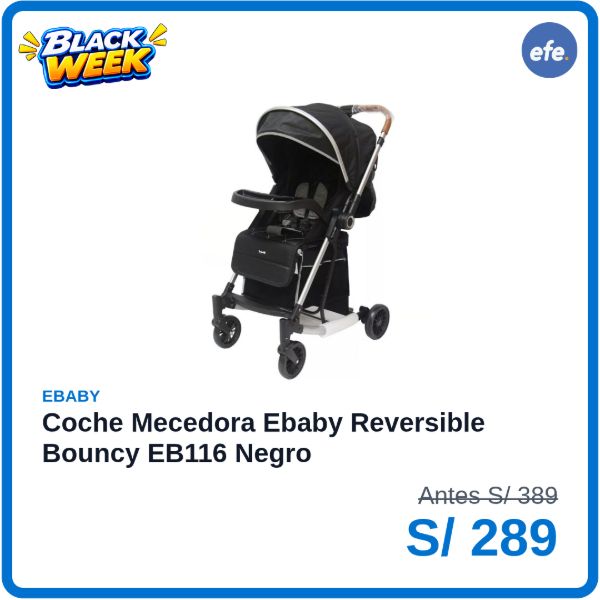 BLACK
WEEK
efe.
EBABY
Coche Mecedora Ebaby Reversible
Bouncy EB116 Negro
Antes S/ 389
S/ 289